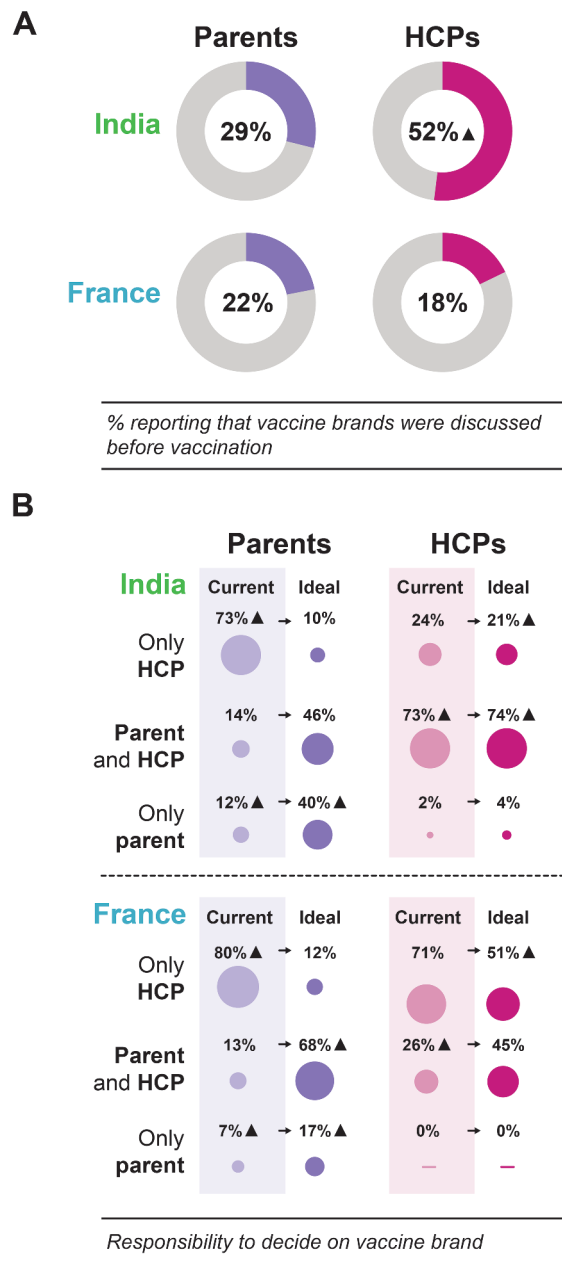 A
Parents HCPs
India 29% 52%▲
France 22% 18%
% reporting that vaccine brands were discussed
before vaccination
B
Parents HCPs
India Current Ideal Current Ideal
73%▲ → 10% 24% → 21%▲
Only
HCP
14% → 46% 73%▲ → 74%▲
Parent
and HCP
12%▲ → 40%▲ 2% → 4%
Only
parent
France Current Ideal Current Ideal
80%▲ → 12% 71% → 51%▲
Only
HCP
13% → 68%▲ 26%▲ → 45%
Parent
and HCP
7%▲ → 17%▲ 0% → 0%
Only
parent
Responsibility to decide on vaccine brand